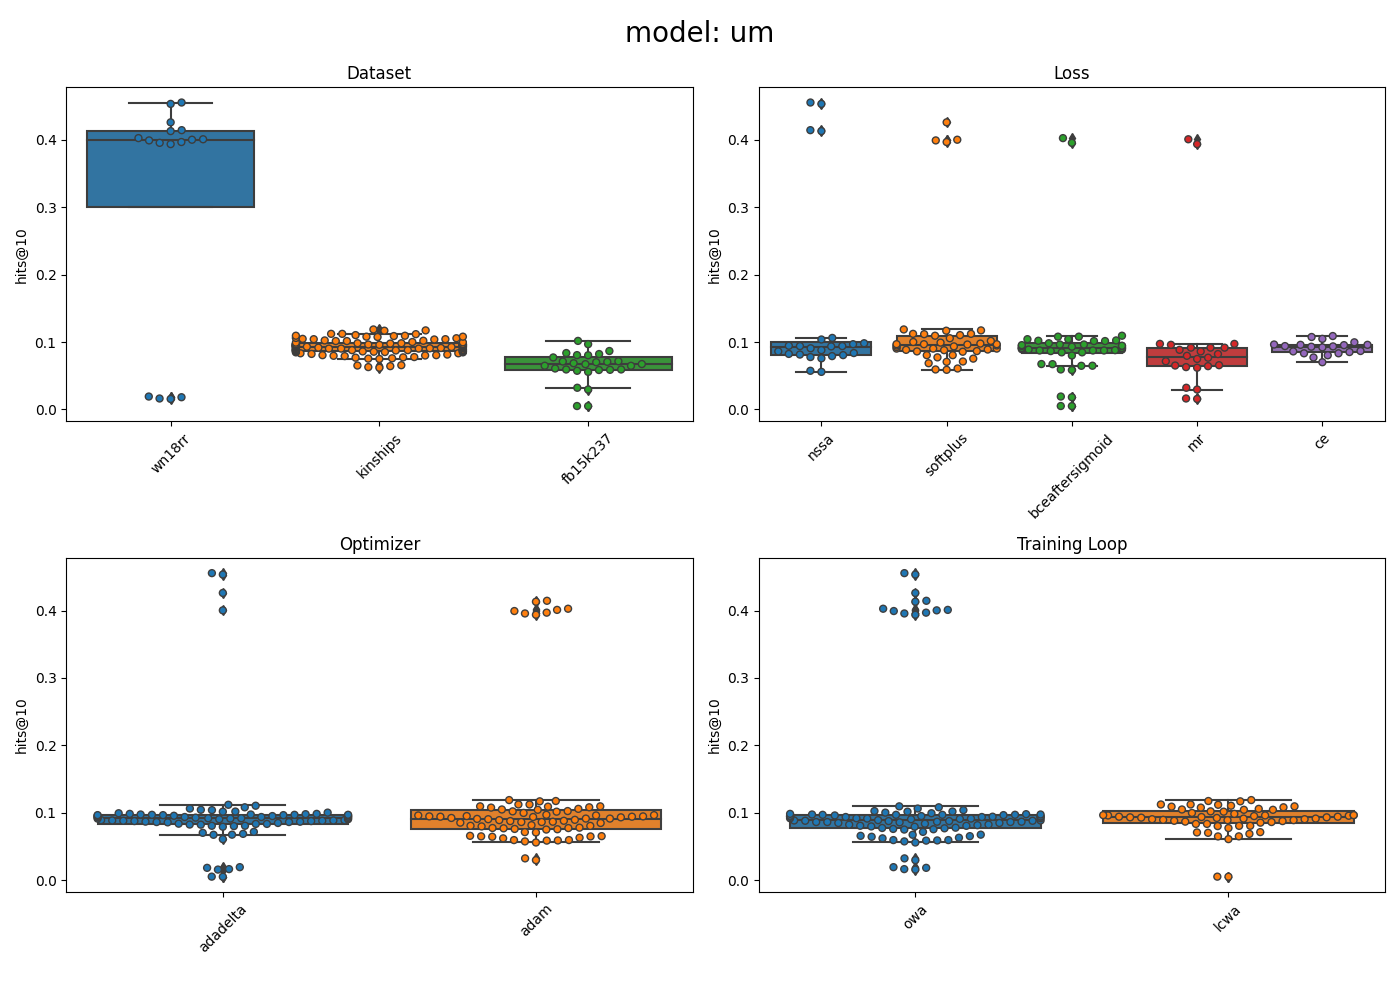 model: um
Dataset
hits@10
0.4
0.3
0.2
0.1
0.0
wn18rr
kinships
fb15k237
Loss
hits@10
0.4
0.3
0.2
0.1
0.0
nssa
softplus
bceaftersigmoid
mr
ce
Optimizer
hits@10
0.4
0.3
0.2
0.1
0.0
adadelta
adam
Training Loop
hits@10
0.4
0.3
0.2
0.1
0.0
owa
lcwa